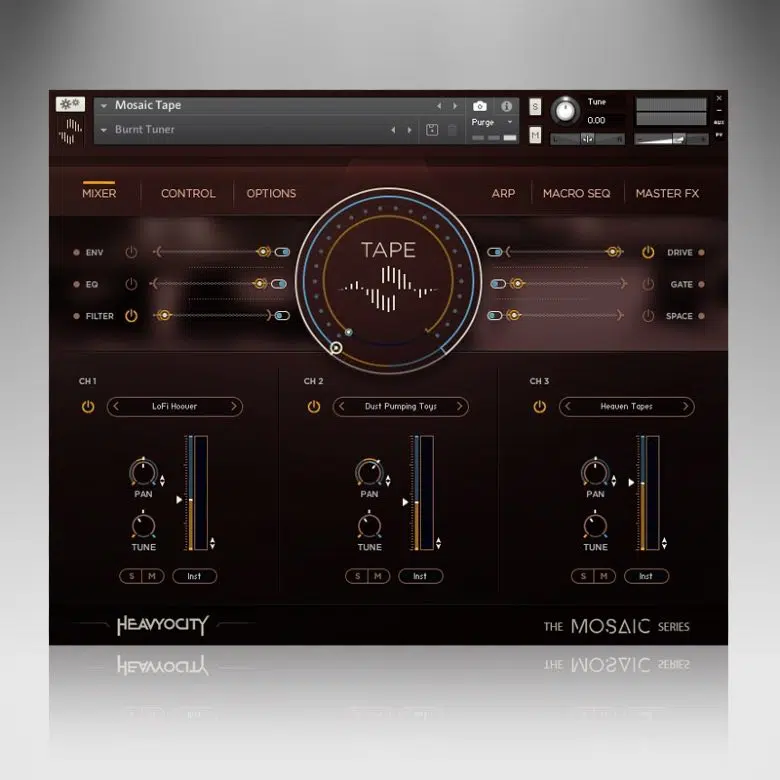 Mosaic Tape
Burnt Tuner
Purge
S
M
Tune
0.00
AUX
PV
MIXER CONTROL OPTIONS ARP MACRO SEQ MASTER FX
ENV
EQ
FILTER
TAPE
DRIVE
GATE
SPACE
CH 1
LoFi Hoover
PAN
TUNE
S M Inst
CH 2
Dust Pumping Toys
PAN
TUNE
S M Inst
CH 3
Heaven Tapes
PAN
TUNE
S M Inst
HEAVYOCITY
THE MOSAIC SERIES